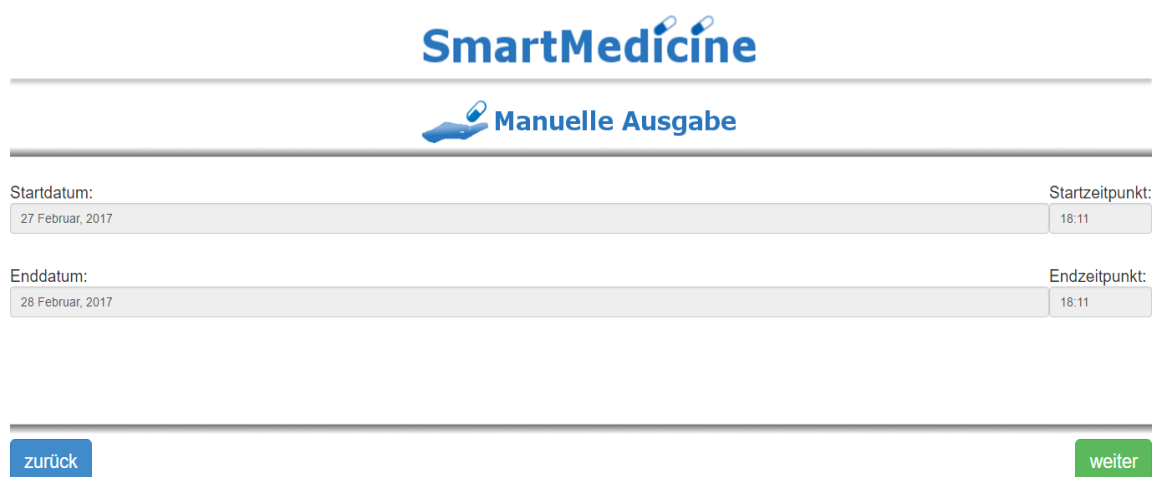 SmartMedicine
Manuelle Ausgabe
Startdatum: Startzeitpunkt:
27 Februar, 2017 18:11
Enddatum: Endzeitpunkt:
28 Februar, 2017 18:11
zurück weiter